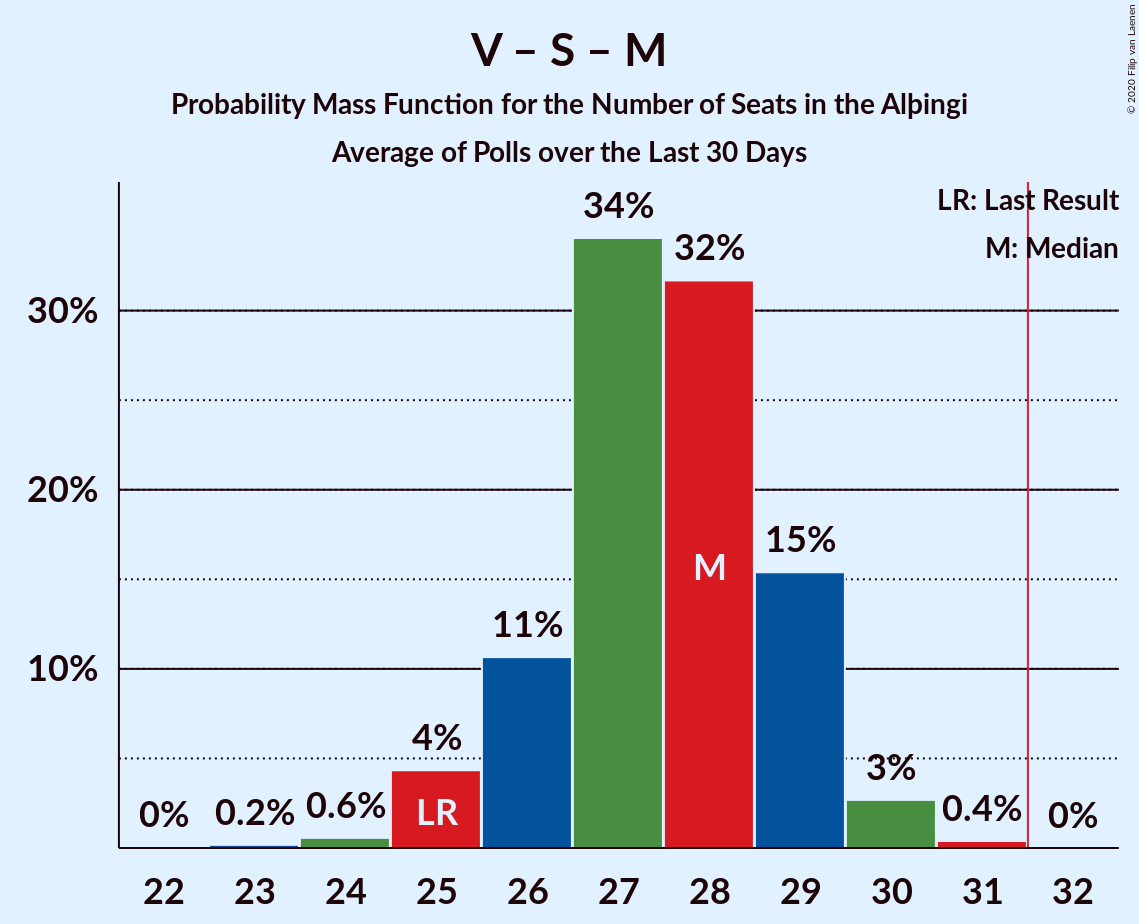 V – S – M
Probability Mass Function for the Number of Seats in the Alþingi
Average of Polls over the Last 30 Days
© 2020 Filip van Laenen
LR: Last Result
M: Median
34%
32%
30%
20%
15%
M
11%
10%
4%
3%
0%
0.2%
0.6%
LR
0.4%
0%
22 23 24 25 26 27 28 29 30 31 32